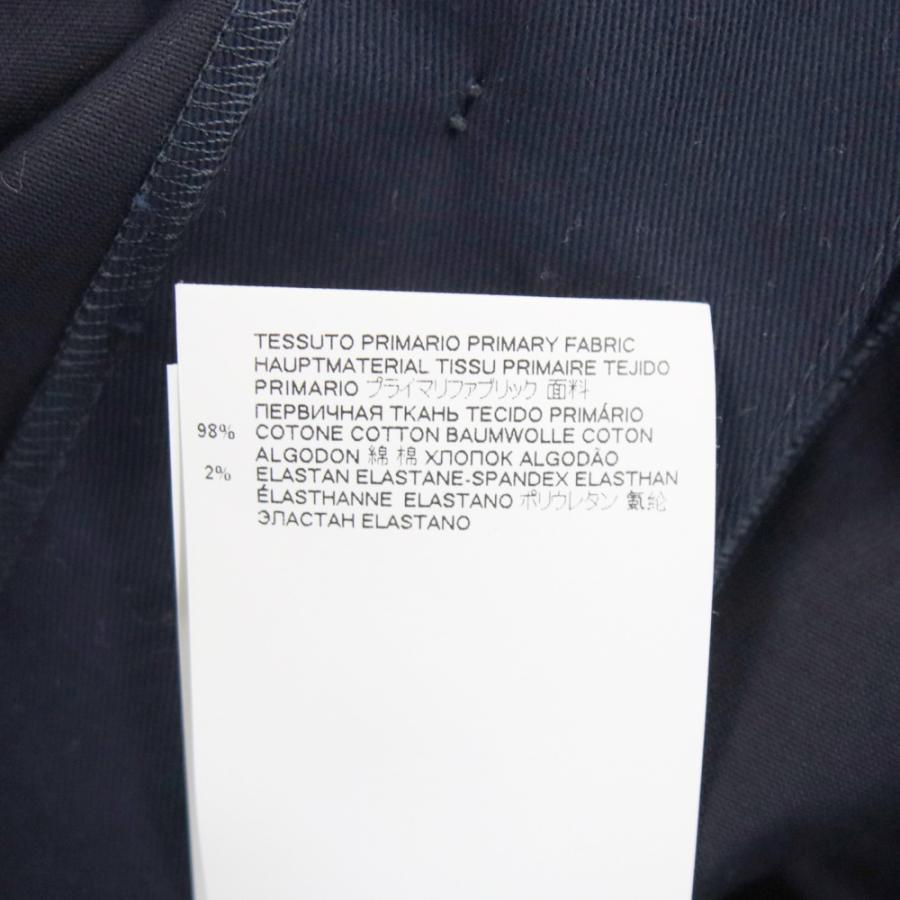 TESSUTO PRIMARIO PRIMARY FABRIC
HAUPTMATERIAL TISSU PRIMAIRE TEJIDO
PRIMARIO プライマリファブリック 面料
ПЕРВИЧНАЯ ТКАНЬ TECIDO PRIMÁRIO
98% COTONE COTTON BAUMWOLLE COTON
ALGODON 綿 棉 ХЛОПОК ALGODÃO
2% ELASTAN ELASTANE-SPANDEX ELASTHAN
ÉLASTHANNE ELASTANO ポリウレタン 氨纶
ЭЛАСТАН ELASTANO